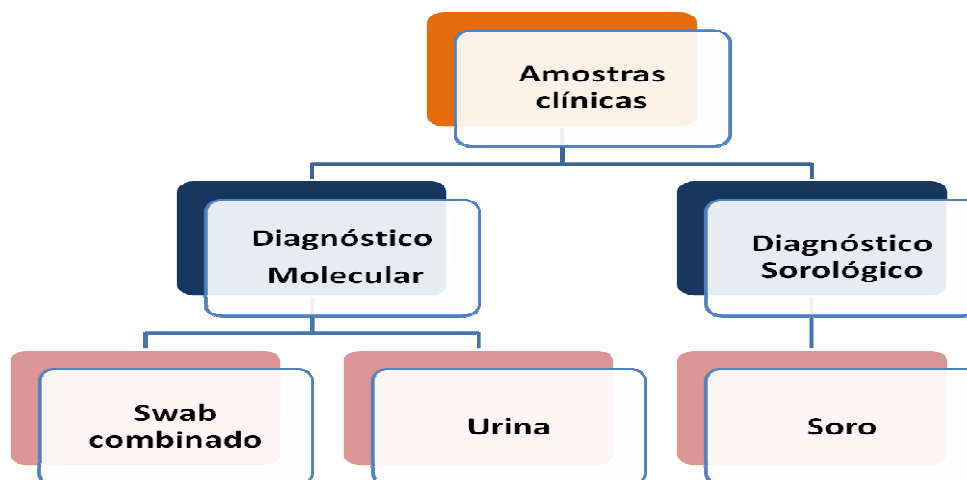 Amostras
clínicas
Diagnóstico
Molecular
Diagnóstico
Sorológico
Swab
combinado
Urina
Soro